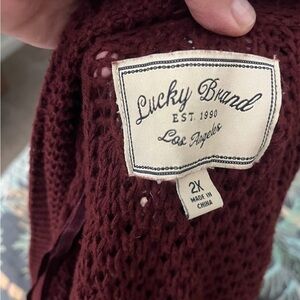 Lucky Brand
EST 1990
Los Angeles
2X
MADE IN
CHINA